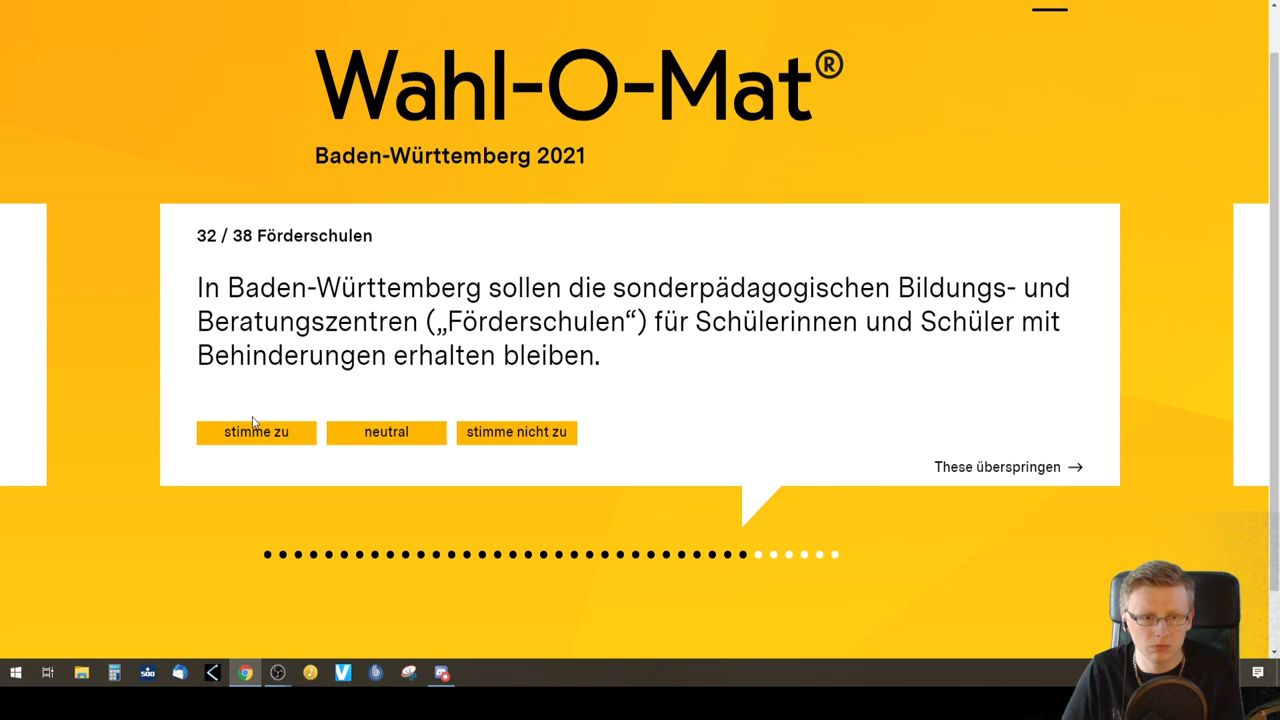 Wahl-O-Mat®
Baden-Württemberg 2021
32 / 38 Förderschulen
In Baden-Württemberg sollen die sonderpädagogischen Bildungs- und
Beratungszentren („Förderschulen“) für Schülerinnen und Schüler mit
Behinderungen erhalten bleiben.
stimme zu
neutral
stimme nicht zu
These überspringen →
500
V